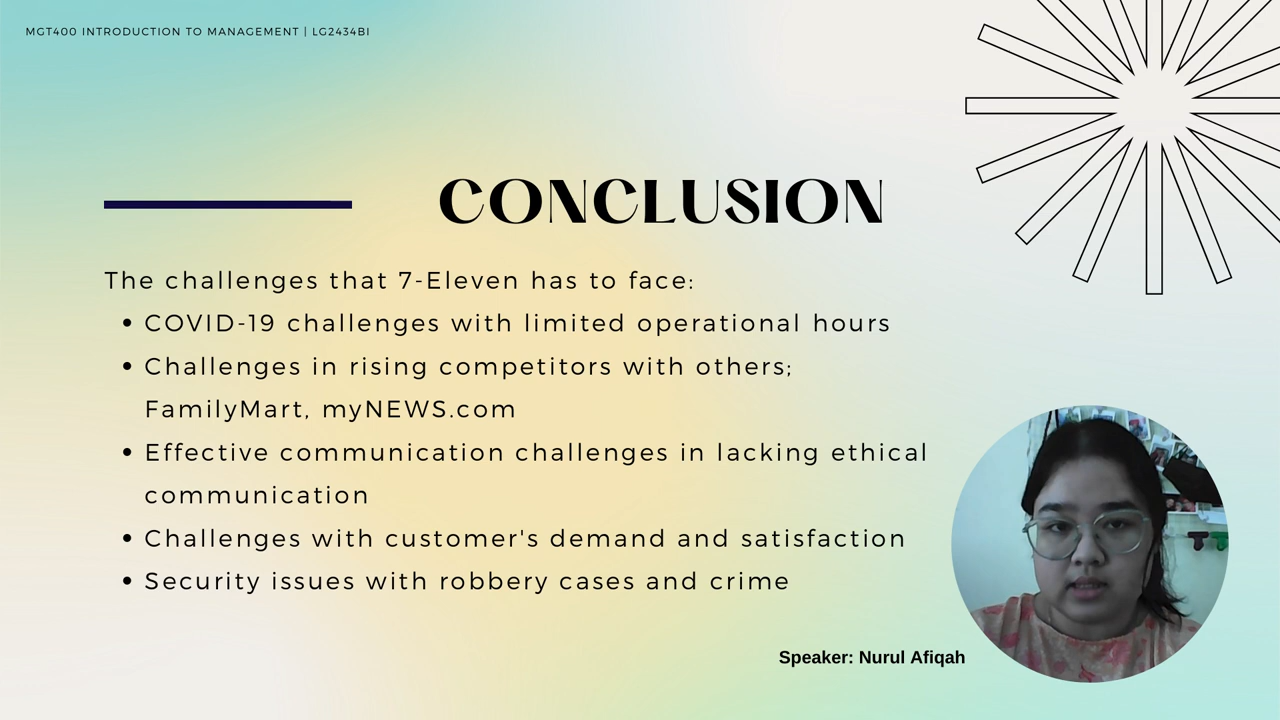 MGT400 INTRODUCTION TO MANAGEMENT | LG2434BI
CONCLUSION
The challenges that 7-Eleven has to face:
• COVID-19 challenges with limited operational hours
• Challenges in rising competitors with others;
FamilyMart, myNEWS.com
• Effective communication challenges in lacking ethical
communication
• Challenges with customer's demand and satisfaction
• Security issues with robbery cases and crime
Speaker: Nurul Afiqah